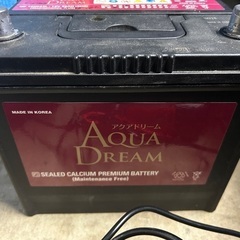 MADE IN KOREA
アクアドリーム
AQUA
DREAM
SEALED CALCIUM PREMIUM BATTERY
(Maintenance Free)